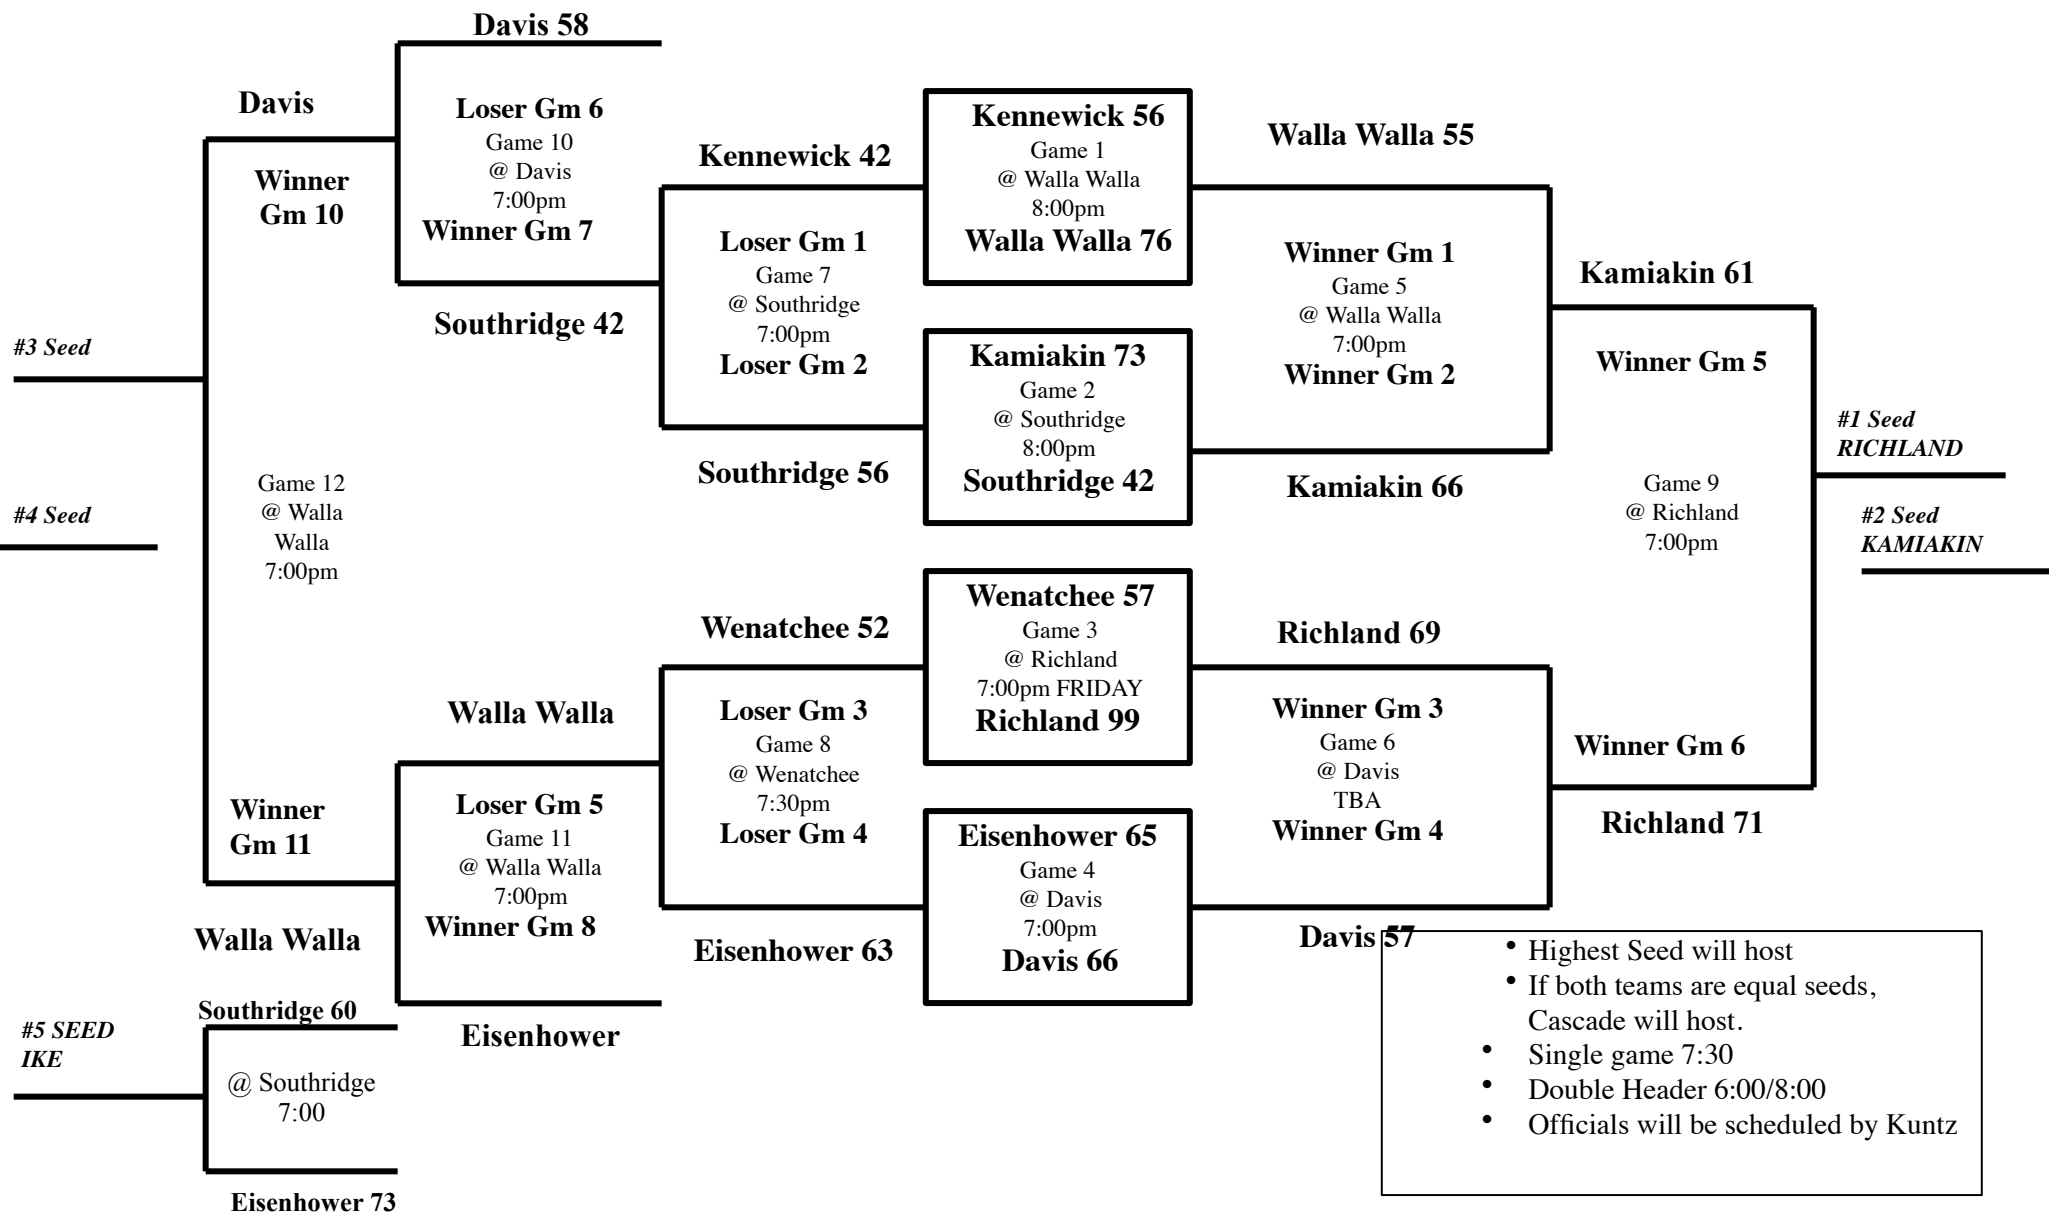 Davis 58
Davis
Loser Gm 6
Game 10
@ Davis
7:00pm
Winner Gm 7
Winner
Gm 10
Southridge 42
#3 Seed
#4 Seed
Game 12
@ Walla
Walla
7:00pm
Kennewick 42
Loser Gm 1
Game 7
@ Southridge
7:00pm
Loser Gm 2
Southridge 56
Kennewick 56
Game 1
@ Walla Walla
8:00pm
Walla Walla 76
Kamiakin 73
Game 2
@ Southridge
8:00pm
Southridge 42
Walla Walla 55
Winner Gm 1
Game 5
@ Walla Walla
7:00pm
Winner Gm 2
Kamiakin 66
Kamiakin 61
Winner Gm 5
Game 9
@ Richland
7:00pm
#1 Seed
RICHLAND
#2 Seed
KAMIAKIN
Walla Walla
Loser Gm 5
Game 11
@ Walla Walla
7:00pm
Winner Gm 8
Eisenhower
Winner
Gm 11
Walla Walla
Wenatchee 52
Loser Gm 3
Game 8
@ Wenatchee
7:30pm
Loser Gm 4
Eisenhower 63
Wenatchee 57
Game 3
@ Richland
7:00pm FRIDAY
Richland 99
Eisenhower 65
Game 4
@ Davis
7:00pm
Davis 66
Richland 69
Winner Gm 3
Game 6
@ Davis
TBA
Winner Gm 4
Davis 57
Winner Gm 6
Richland 71
Southridge 60
#5 SEED
IKE
@ Southridge
7:00
Eisenhower 73
• Highest Seed will host
• If both teams are equal seeds,
Cascade will host.
• Single game 7:30
• Double Header 6:00/8:00
• Officials will be scheduled by Kuntz